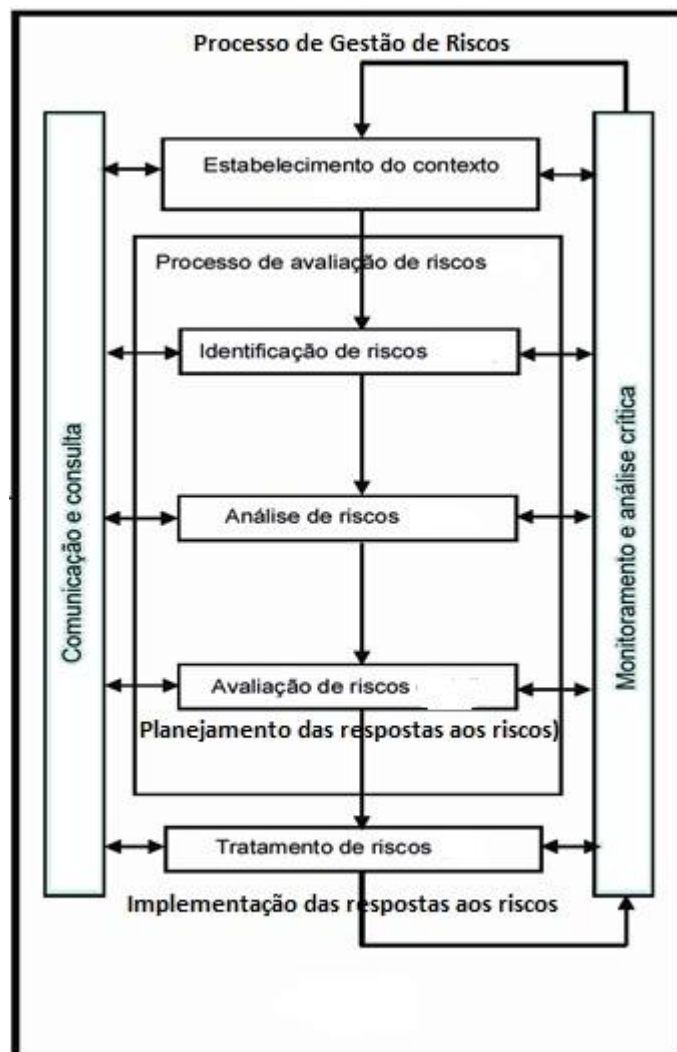 Processo de Gestão de Riscos
Estabelecimento do contexto
Processo de avaliação de riscos
Identificação de riscos
Análise de riscos
Avaliação de riscos
Planejamento das respostas aos riscos)
Tratamento de riscos
Implementação das respostas aos riscos
Comunicação e consulta
Monitoramento e análise crítica